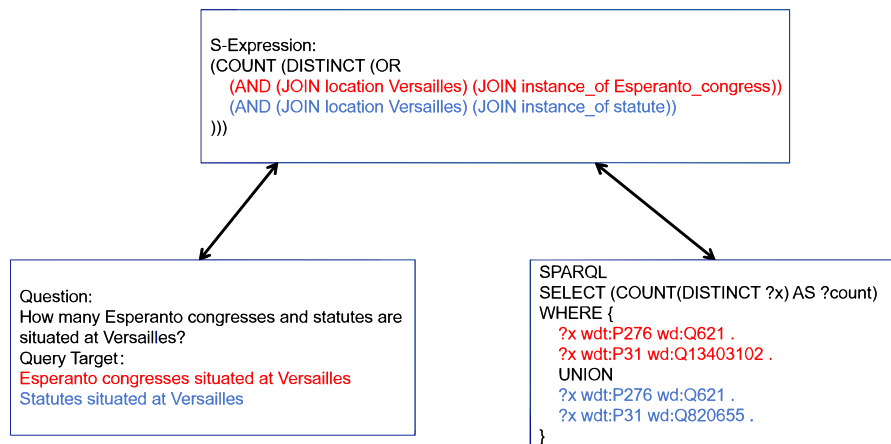 S-Expression:
(COUNT (DISTINCT (OR
(AND (JOIN location Versailles) (JOIN instance_of Esperanto_congress))
(AND (JOIN location Versailles) (JOIN instance_of statute))
)))
Question:
How many Esperanto congresses and statutes are
situated at Versailles?
Query Target:
Esperanto congresses situated at Versailles
Statutes situated at Versailles
SPARQL
SELECT (COUNT(DISTINCT ?x) AS ?count)
WHERE {
?x wdt:P276 wd:Q621 .
?x wdt:P31 wd:Q13403102 .
UNION
?x wdt:P276 wd:Q621 .
?x wdt:P31 wd:Q820655 .
}